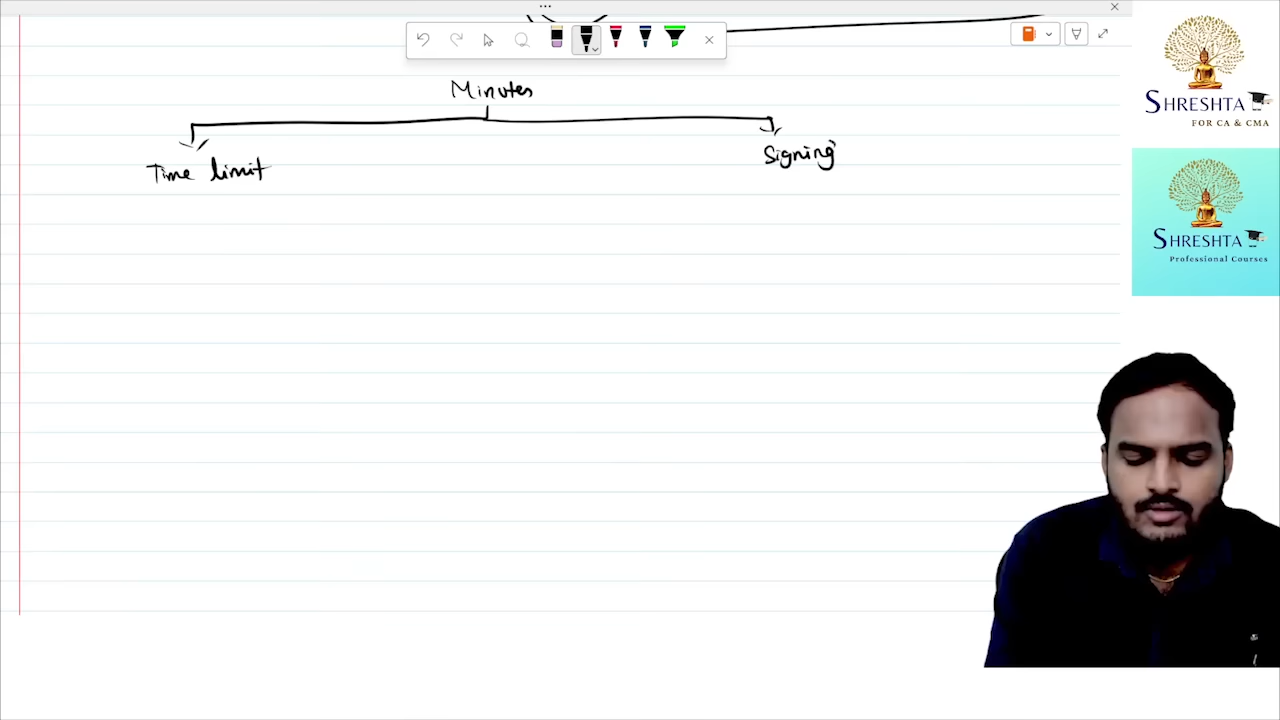 Minutes
Time limit
Signing
SHRESHTA
FOR CA & CMA
SHRESHTA
Professional Courses